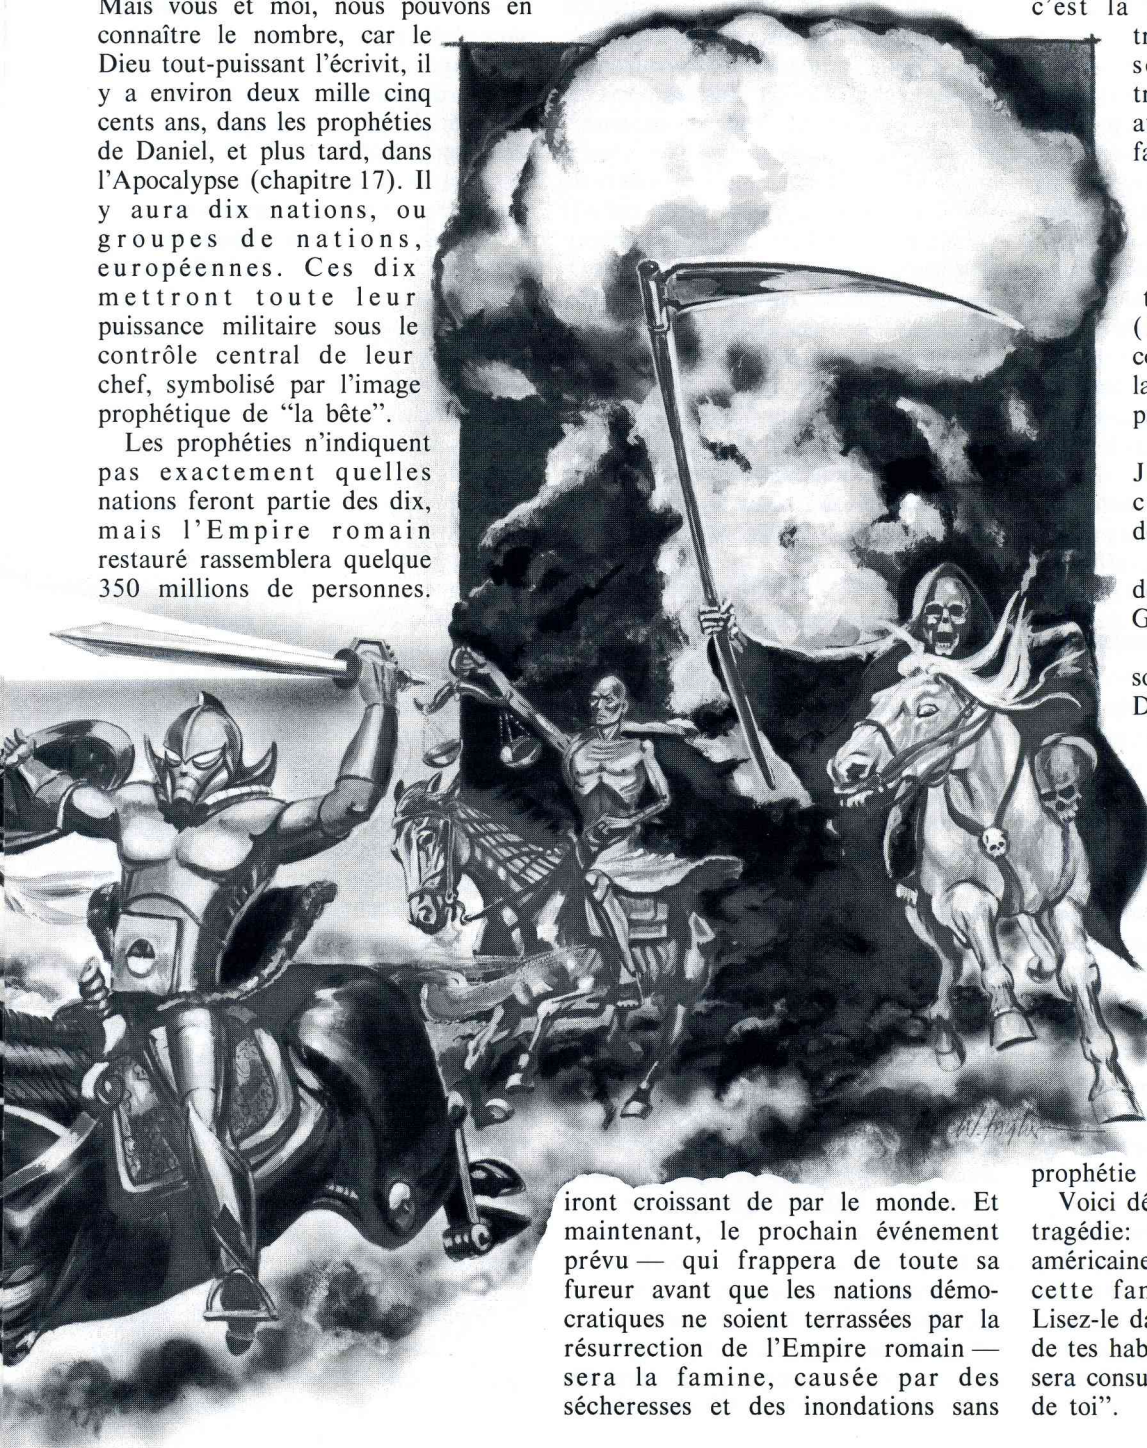 Mais vous et moi, nous pouvons en
connaître le nombre, car le
Dieu tout-puissant l'écrivit, il
y a environ deux mille cinq
cents ans, dans les prophéties
de Daniel, et plus tard, dans
l'Apocalypse (chapitre 17). Il
y aura dix nations, ou
groupes de nations,
européennes. Ces dix
mettront toute leur
puissance militaire sous le
contrôle central de leur
chef, symbolisé par l'image
prophétique de “la bête”.
Les prophéties n'indiquent
pas exactement quelles
nations feront partie des dix,
mais l'Empire romain
restauré rassemblera quelque
350 millions de personnes.
iront croissant de par le monde. Et
maintenant, le prochain événement
prévu — qui frappera de toute sa
fureur avant que les nations démo-
cratiques ne soient terrassées par la
résurrection de l'Empire romain —
sera la famine, causée par des
sécheresses et des inondations sans
c'est la
prophétie
Voici dé
tragédie:
américaine
cette fan
Lisez-le da
de tes hab
sera consu
de toi”.